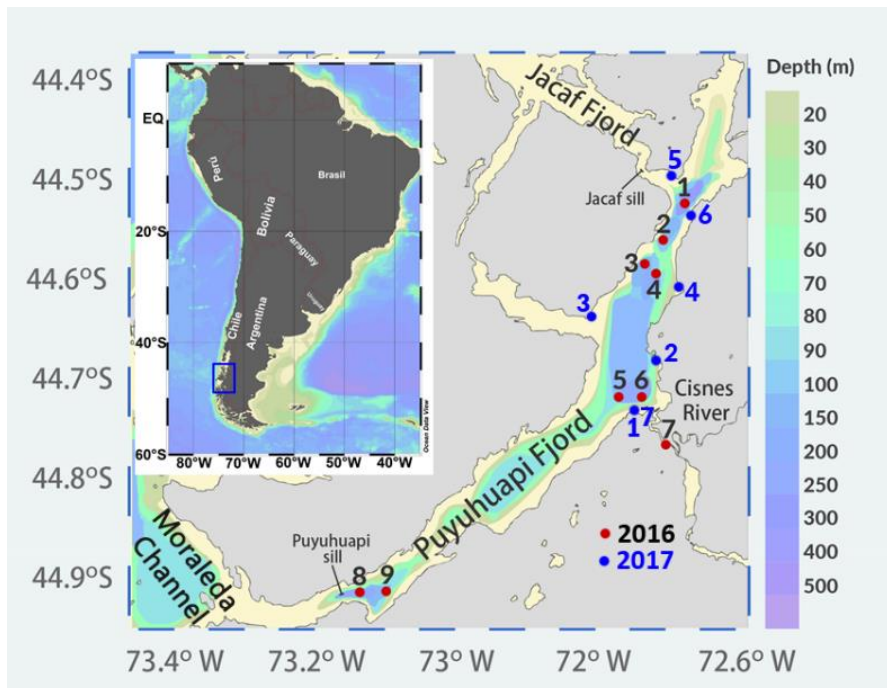 44.4°S
44.5°S
44.6°S
44.7°S
44.8°S
44.9°S
73.4° W
73.2° W
73° W
72° W
72.6° W
Depth (m)
20
30
40
50
60
70
80
90
100
150
200
250
300
400
500
EQ
20°S
40°S
60°S
80°W
70°W
60°W
50°W
40°W
Perú
Brasil
Bolivia
Paraguay
Uruguay
Chile
Argentina
Ocean Data View
Jacaf Fjord
Jacaf sill
5
1
6
2
3
4
4
3
2
5
6
Cisnes
River
1
7
7
Puyuhuapi Fjord
Puyuhuapi
sill
8
9
Moraleda
Channel
2016
2017